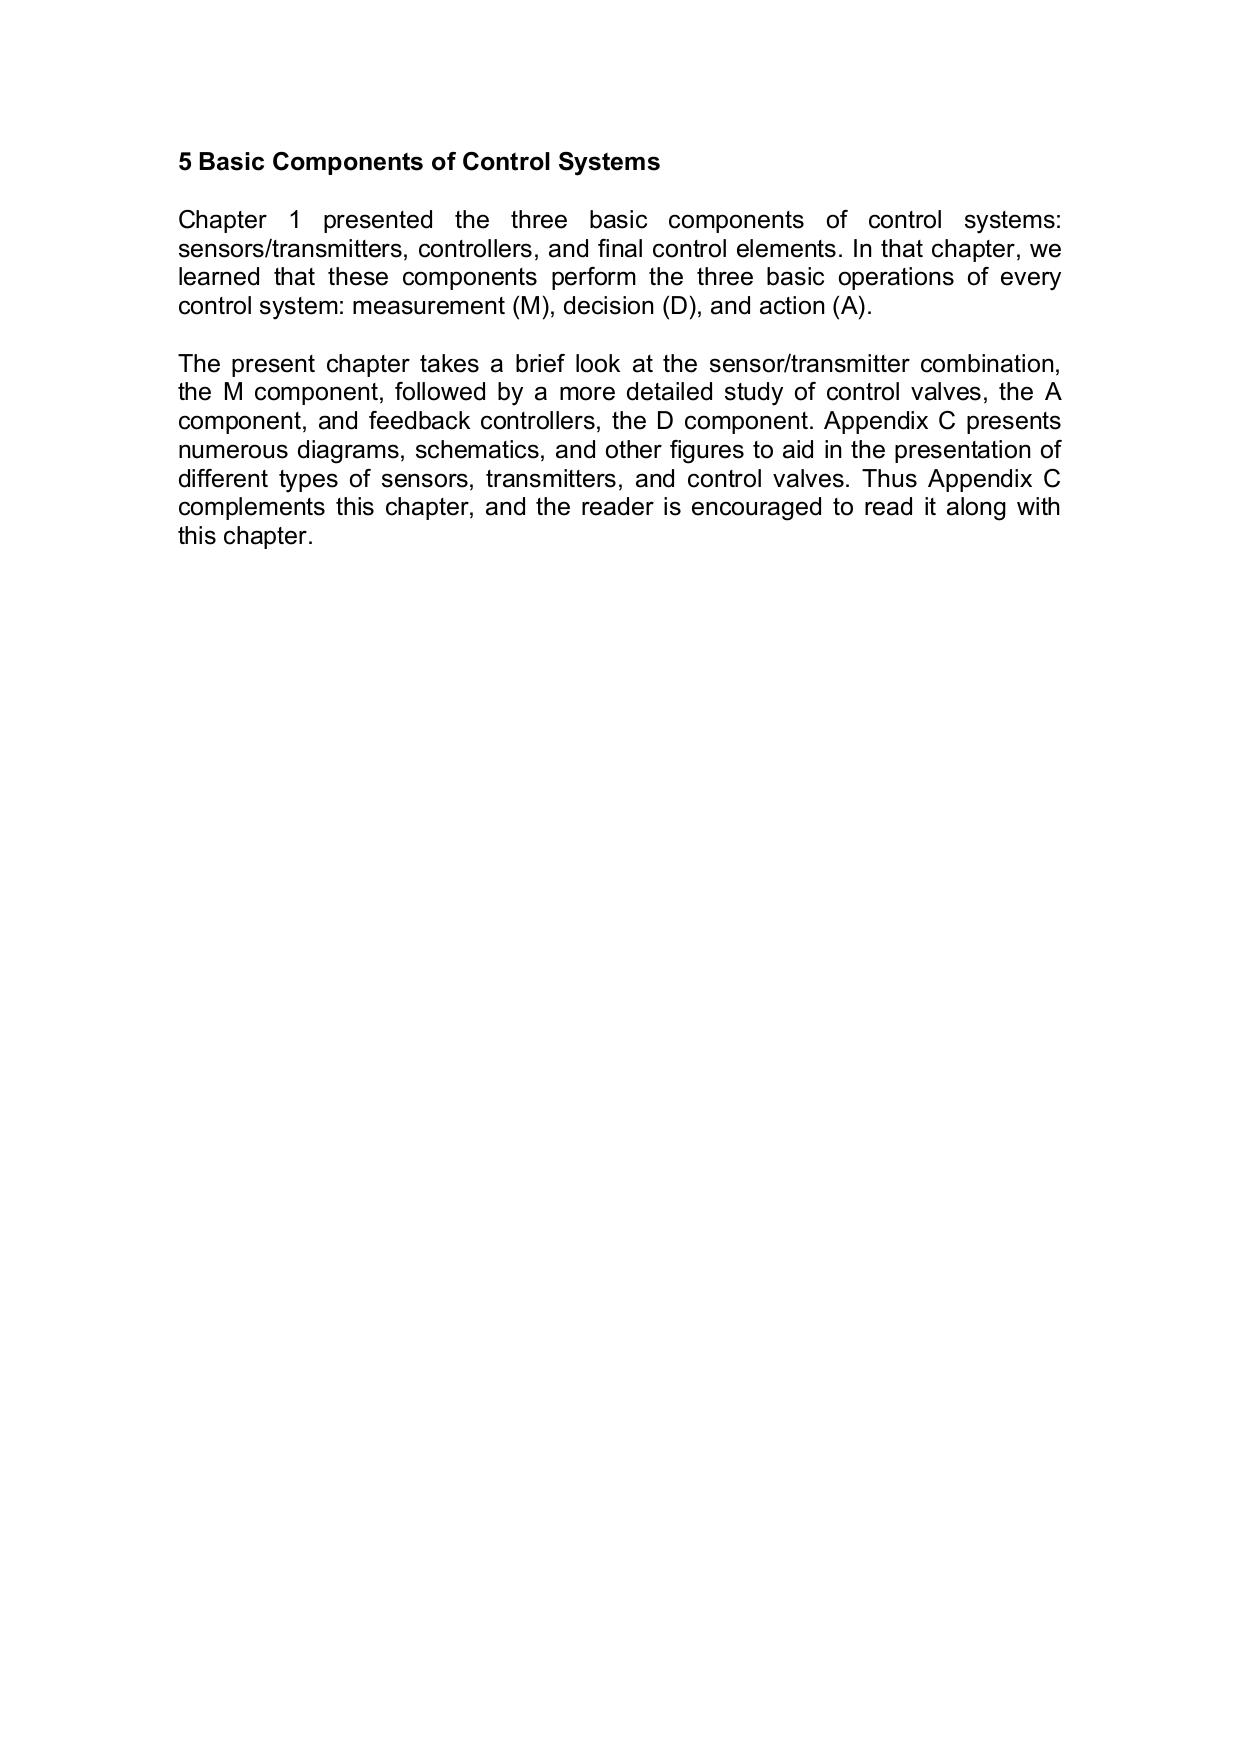 5 Basic Components of Control Systems
Chapter 1 presented the three basic components of control systems:
sensors/transmitters, controllers, and final control elements. In that chapter, we
learned that these components perform the three basic operations of every
control system: measurement (M), decision (D), and action (A).
The present chapter takes a brief look at the sensor/transmitter combination,
the M component, followed by a more detailed study of control valves, the A
component, and feedback controllers, the D component. Appendix C presents
numerous diagrams, schematics, and other figures to aid in the presentation of
different types of sensors, transmitters, and control valves. Thus Appendix C
complements this chapter, and the reader is encouraged to read it along with
this chapter.